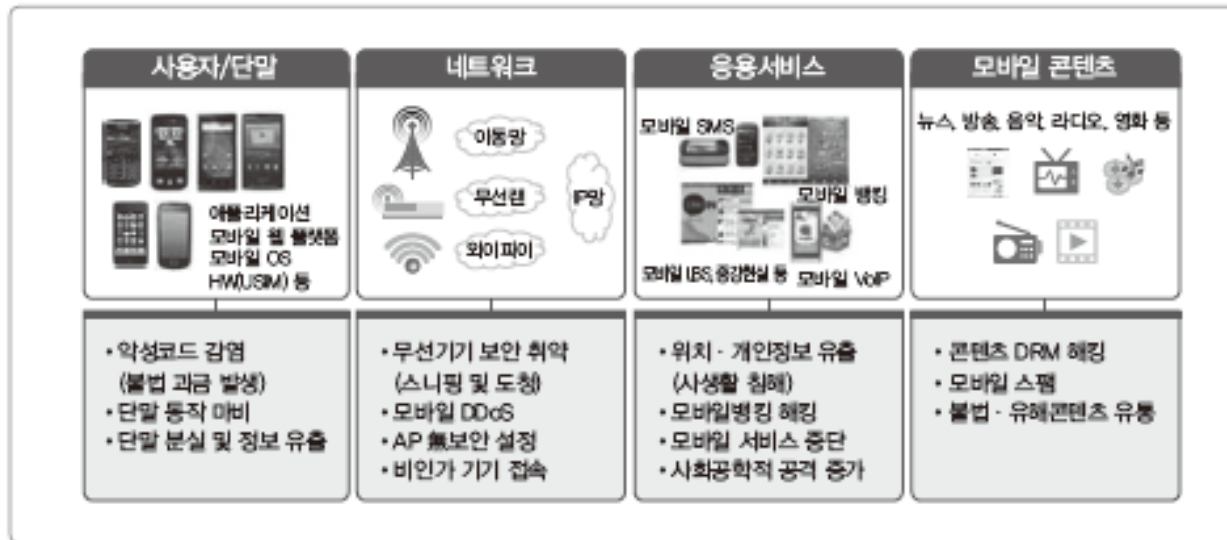 사용자/단말
애플리케이션
모바일 웹 플랫폼
모바일 OS
HW(USIM) 등
• 악성코드 감염
(불법 과금 발생)
• 단말 동작 마비
• 단말 분실 및 정보 유출
네트워크
이동망
무선랜
와이파이
IP망
• 무선기기 보안 취약
(스니핑 및 도청)
• 모바일 DDoS
• AP 無보안 설정
• 비인가 기기 접속
응용서비스
모바일 SMS
모바일 뱅킹
모바일 LBS, 증강현실 등
모바일 VoIP
• 위치 · 개인정보 유출
(사생활 침해)
• 모바일뱅킹 해킹
• 모바일 서비스 중단
• 사회공학적 공격 증가
모바일 콘텐츠
뉴스, 방송, 음악, 라디오, 영화 등
• 콘텐츠 DRM 해킹
• 모바일 스팸
• 불법 · 유해콘텐츠 유통